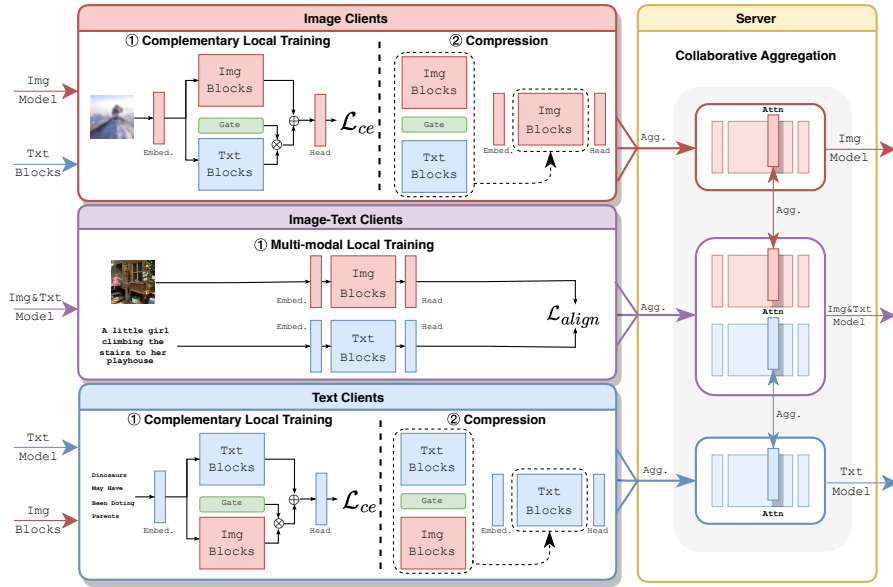 Image Clients
① Complementary Local Training
② Compression
Img
Model
Txt
Blocks
Embed.
Img
Blocks
Gate
Txt
Blocks
Head
ℒce
Img
Blocks
Gate
Txt
Blocks
Embed.
Img
Blocks
Head
Agg.
Image-Text Clients
① Multi-modal Local Training
Img&Txt
Model
A little girl
climbing the
stairs to her
playhouse
Embed.
Img
Blocks
Head
Embed.
Txt
Blocks
Head
ℒalign
Agg.
Text Clients
① Complementary Local Training
② Compression
Txt
Model
Img
Blocks
Dinosaurs
May Have
Been Doting
Parents
Embed.
Txt
Blocks
Gate
Img
Blocks
Head
ℒce
Txt
Blocks
Gate
Img
Blocks
Embed.
Txt
Blocks
Head
Agg.
Server
Collaborative Aggregation
Attn
Img
Model
Agg.
Attn
Img&Txt
Model
Agg.
Attn
Txt
Model